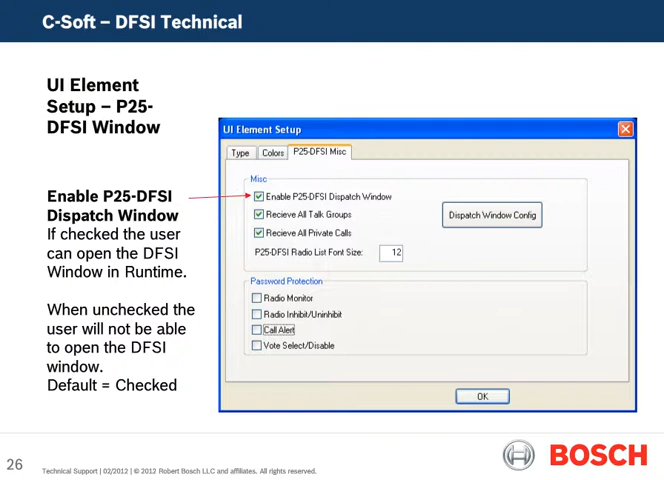 C-Soft – DFSI Technical
UI Element
Setup – P25-
DFSI Window
Enable P25-DFSI
Dispatch Window
If checked the user
can open the DFSI
Window in Runtime.
When unchecked the
user will not be able
to open the DFSI
window.
Default = Checked
UI Element Setup
Type
Colors
P25-DFSI Misc
Misc
Enable P25-DFSI Dispatch Window
Recieve All Talk Groups
Dispatch Window Config
Recieve All Private Calls
P25-DFSI Radio List Font Size: 12
Password Protection
Radio Monitor
Radio Inhibit/Uninhibit
Call Alert
Vote Select/Disable
OK
26
Technical Support | 02/2012 | © 2012 Robert Bosch LLC and affiliates. All rights reserved.
BOSCH